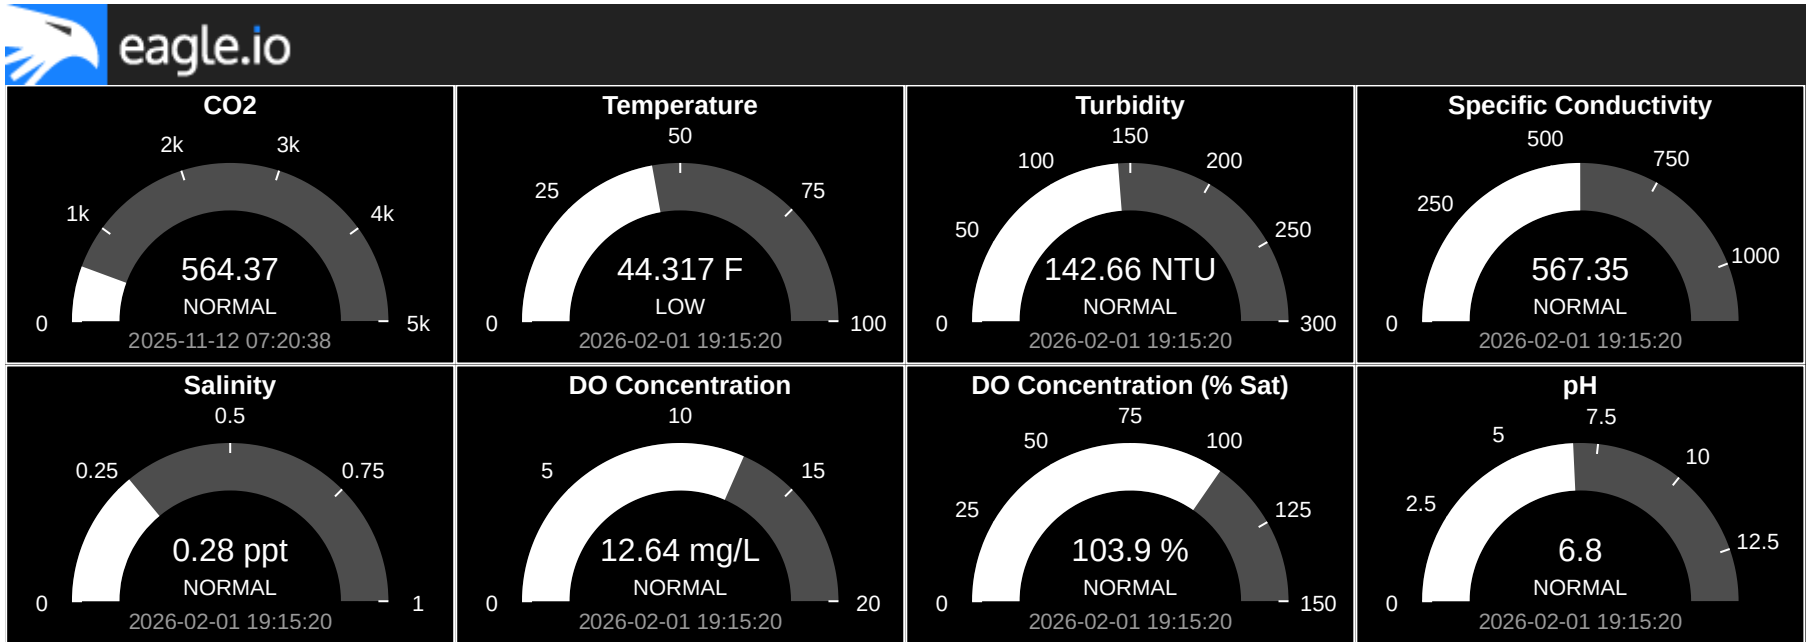 eagle.io
CO2
2k
3k
1k
4k
564.37
NORMAL
0
5k
2025-11-12 07:20:38
Temperature
50
25
75
44.317 F
LOW
0
100
2026-02-01 19:15:20
Turbidity
150
100
200
50
250
142.66 NTU
NORMAL
0
300
2026-02-01 19:15:20
Specific Conductivity
500
750
250
1000
567.35
NORMAL
0
2026-02-01 19:15:20
Salinity
0.5
0.25
0.75
0.28 ppt
NORMAL
0
1
2026-02-01 19:15:20
DO Concentration
10
5
15
12.64 mg/L
NORMAL
0
20
2026-02-01 19:15:20
DO Concentration (% Sat)
75
50
100
25
125
103.9 %
NORMAL
0
150
2026-02-01 19:15:20
pH
7.5
5
10
2.5
12.5
6.8
NORMAL
0
2026-02-01 19:15:20